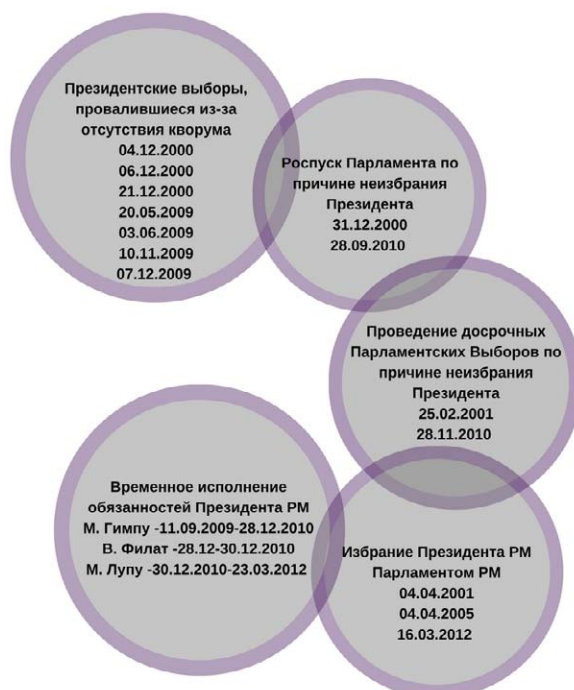 Президентские выборы,
провалившиеся из-за
отсутствия кворума
04.12.2000
06.12.2000
21.12.2000
20.05.2009
03.06.2009
10.11.2009
07.12.2009
Роспуск Парламента по
причине неизбрания
Президента
31.12.2000
28.09.2010
Проведение досрочных
Парламентских Выборов по
причине неизбрания
Президента
25.02.2001
28.11.2010
Временное исполнение
обязанностей Президента РМ
М. Гимпу -11.09.2009-28.12.2010
В. Филат -28.12-30.12.2010
М. Лупу -30.12.2010-23.03.2012
Избрание Президента РМ
Парламентом РМ
04.04.2001
04.04.2005
16.03.2012